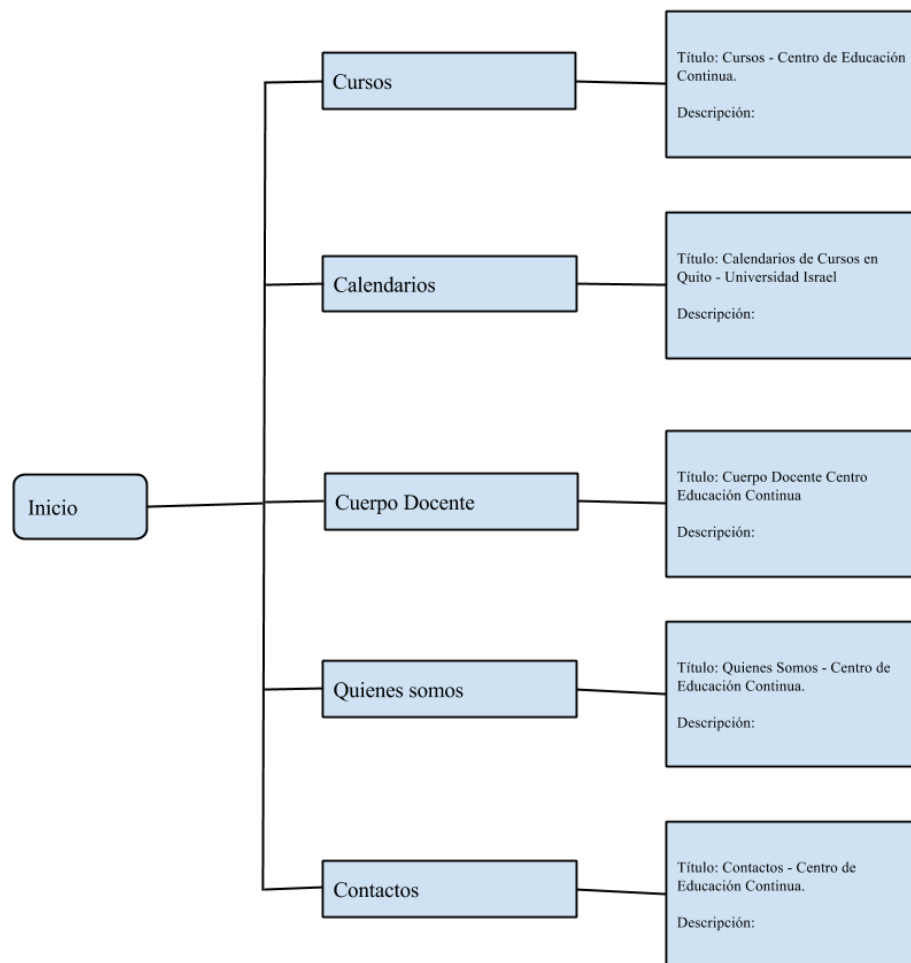 Cursos
Título: Cursos - Centro de Educación
Continua.
Descripción:
Calendarios
Título: Calendarios de Cursos en
Quito - Universidad Israel
Descripción:
Inicio
Cuerpo Docente
Título: Cuerpo Docente Centro
Educación Continua
Descripción:
Quienes somos
Título: Quienes Somos - Centro de
Educación Continua.
Descripción:
Contactos
Título: Contactos - Centro de
Educación Continua.
Descripción: